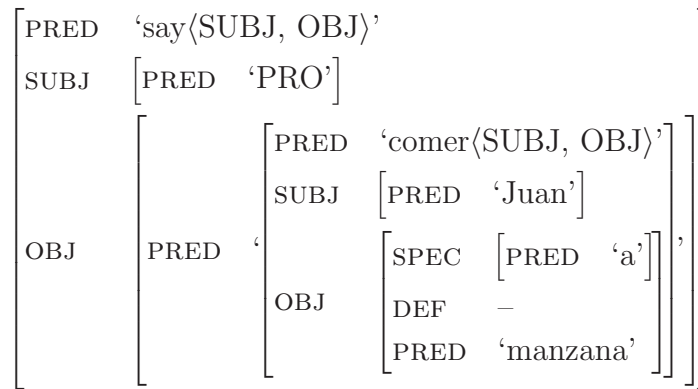 PRED ‘say⟨SUBJ, OBJ⟩’
SUBJ [PRED ‘PRO’]
PRED ‘comer⟨SUBJ, OBJ⟩’
SUBJ [PRED ‘Juan’]
OBJ [PRED ‘ ’]
SPEC [PRED ‘a’]
OBJ DEF –
PRED ‘manzana’